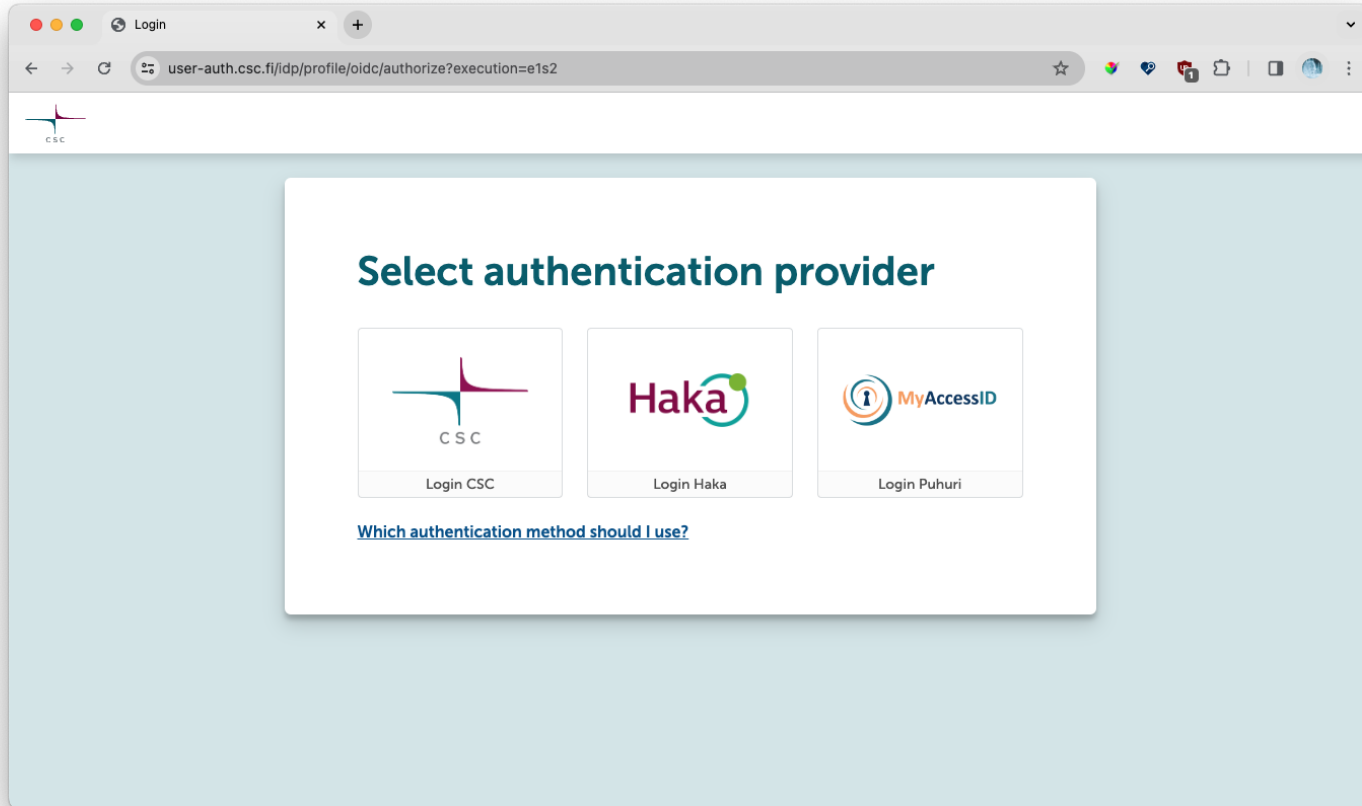 Login
user-auth.csc.fi/idp/profile/oidc/authorize?execution=e1s2
1
CSC
Select authentication provider
CSC
Haka
MyAccessID
Login CSC
Login Haka
Login Puhuri
Which authentication method should I use?